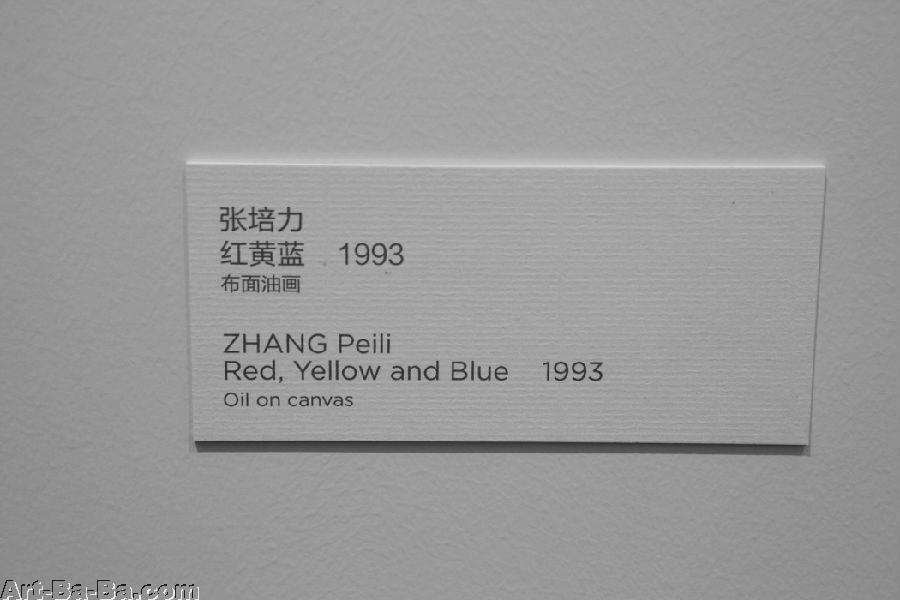 张培力
红黄蓝 1993
布面油画
ZHANG Peili
Red, Yellow and Blue 1993
Oil on canvas
Art-Ba-Ba.com